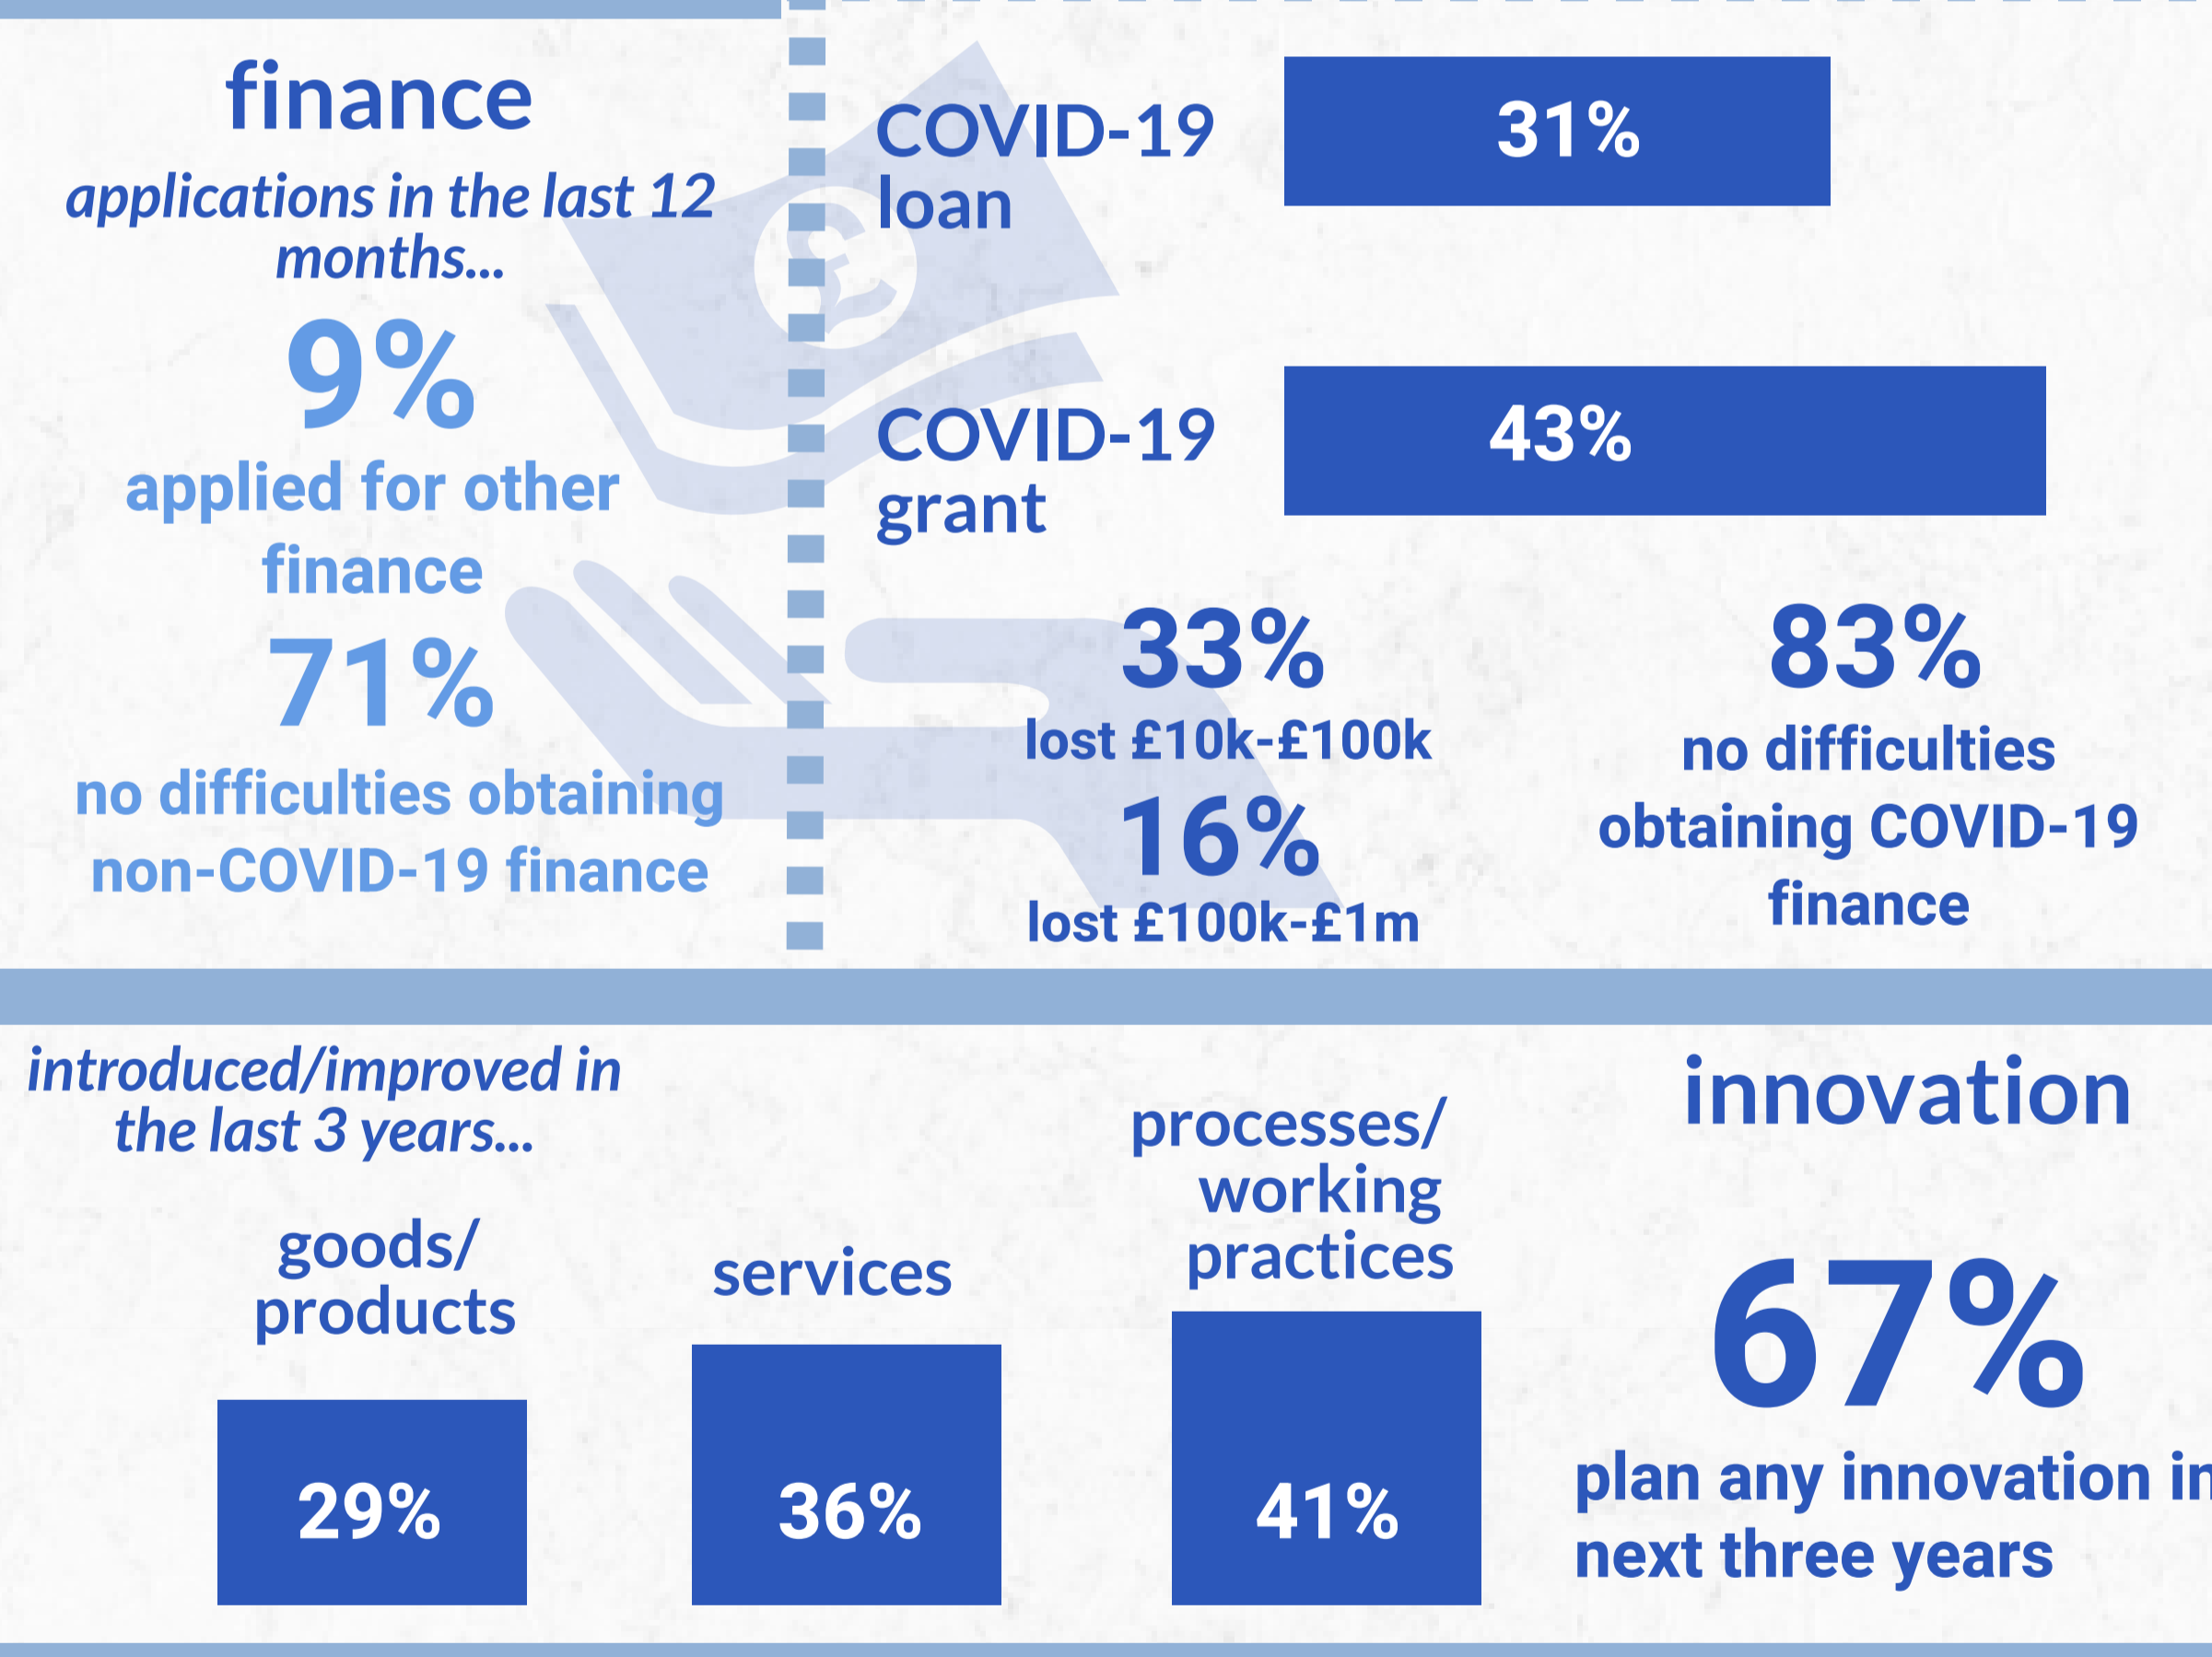 finance
applications in the last 12
months...
9%
applied for other
finance
71%
no difficulties obtaining
non-COVID-19 finance
COVID-19
loan
31%
COVID-19
grant
43%
33%
lost £10k-£100k
16%
lost £100k-£1m
83%
no difficulties
obtaining COVID-19
finance
introduced/improved in
the last 3 years...
goods/
products
29%
services
36%
processes/
working
practices
41%
innovation
67%
plan any innovation in
next three years